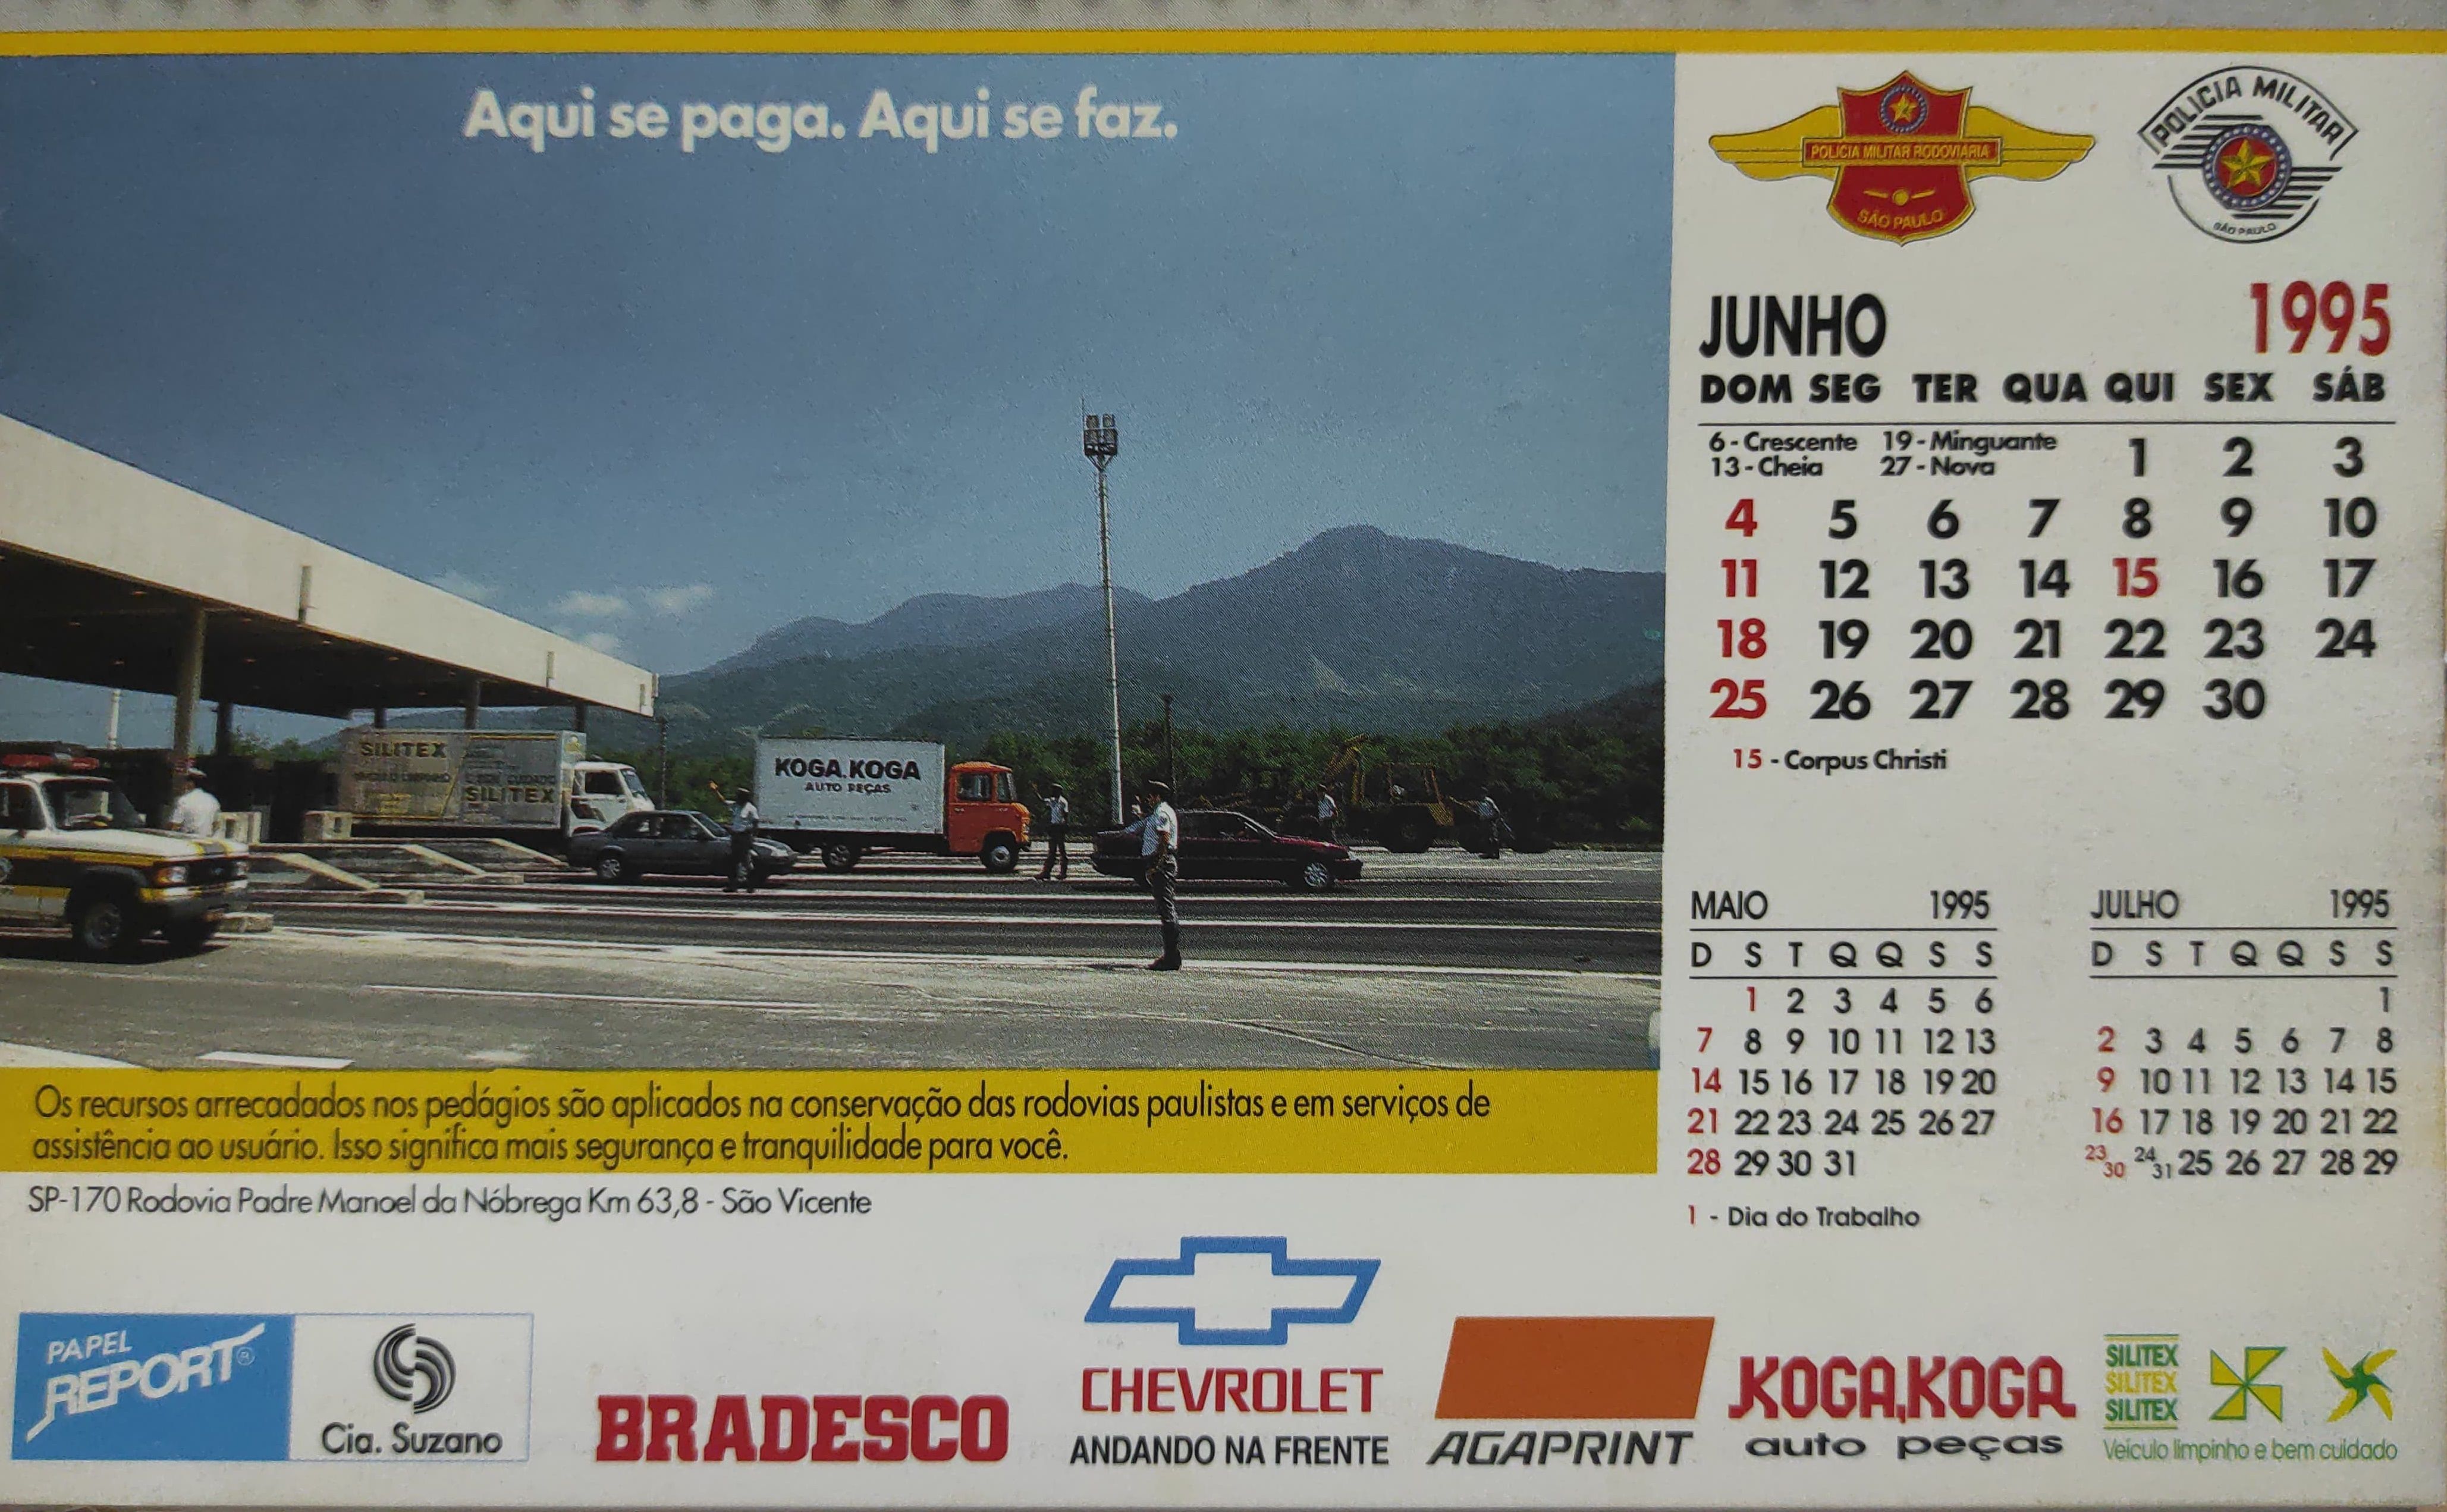 Aqui se paga. Aqui se faz.
SILITEX
SILITEX
KOGA.KOGA
AUTO PEÇAS
Os recursos arrecadados nos pedágios são aplicados na conservação das rodovias paulistas e em serviços de
assistência ao usuário. Isso significa mais segurança e tranquilidade para você.
SP-170 Rodovia Padre Manoel da Nóbrega Km 63,8 - São Vicente
POLICIA MILITAR RODOVIARIA
SÃO PAULO
POLICIA MILITAR
SÃO PAULO
JUNHO 1995
DOM SEG TER QUA QUI SEX SÁB
6 - Crescente 19 - Minguante
13 - Cheia 27 - Nova
1 2 3
4 5 6 7 8 9 10
11 12 13 14 15 16 17
18 19 20 21 22 23 24
25 26 27 28 29 30
15 - Corpus Christi
MAIO 1995
D S T Q Q S S
1 2 3 4 5 6
7 8 9 10 11 12 13
14 15 16 17 18 19 20
21 22 23 24 25 26 27
28 29 30 31
1 - Dia do Trabalho
JULHO 1995
D S T Q Q S S
1
2 3 4 5 6 7 8
9 10 11 12 13 14 15
16 17 18 19 20 21 22
23/30 24/31 25 26 27 28 29
PAPEL
REPORT®
Cia. Suzano
BRADESCO
CHEVROLET
ANDANDO NA FRENTE
AGAPRINT
KOGA,KOGA
auto peças
SILITEX
SILITEX
SILITEX
Veículo limpinho e bem cuidado